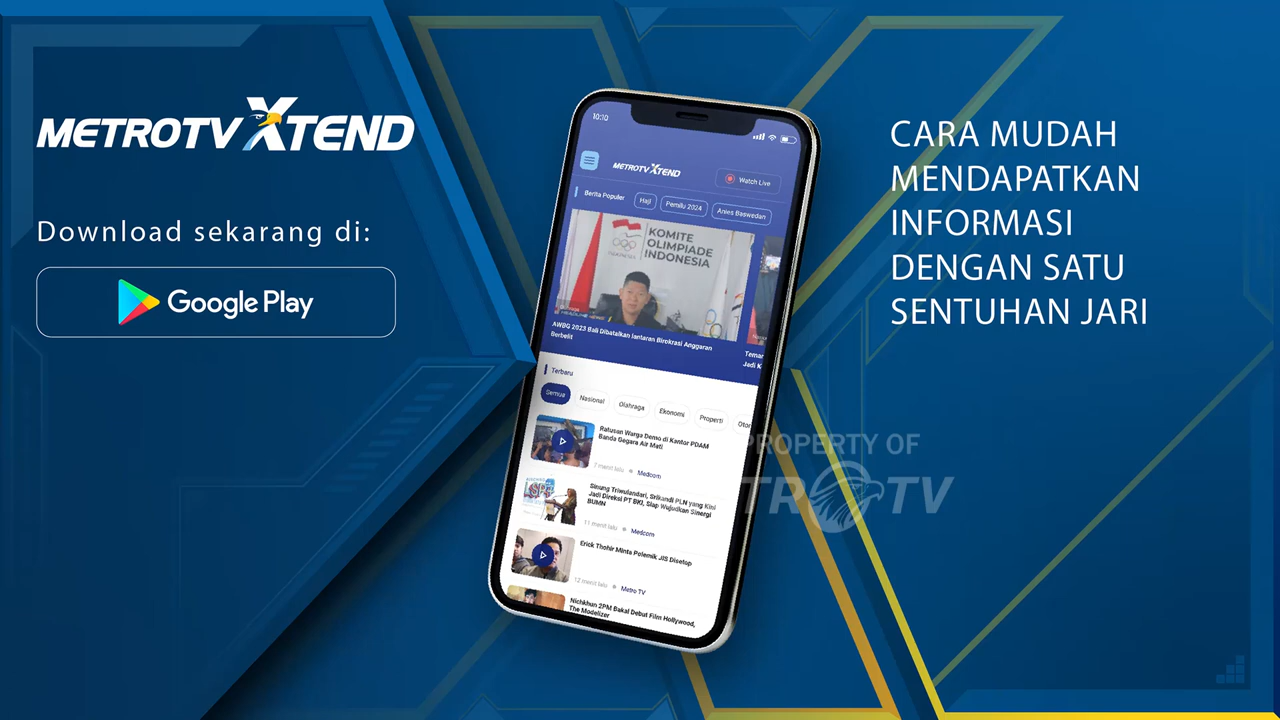 METROTV XTEND
Download sekarang di:
Google Play
10:10
METROTV XTEND
Watch Live
Berita Populer
Haji
Pemilu 2024
Anies Baswedan
KOMITE
OLIMPIADE
INDONESIA
AWBG 2023 Bali Dibatalkan lantaran Birokrasi Anggaran
Berbelit
Teman
Jadi K
Terbaru
Semua
Nasional
Olahraga
Ekonomi
Properti
Otor
Ratusan Warga Demo di Kantor PDAM
Banda Gegara Air Mati
7 menit lalu
Medcom
Sinung Triwulandari, Srikandi PLN yang Kini
Jadi Direksi PT BKI, Siap Wujudkan Sinergi
BUMN
11 menit lalu
Medcom
Erick Thohir Minta Polemik JIS Disetop
12 menit lalu
Metro TV
Nichkhun 2PM Bakal Debut Film Hollywood,
The Modelizer
CARA MUDAH
MENDAPATKAN
INFORMASI
DENGAN SATU
SENTUHAN JARI
PROPERTY OF
TRO TV